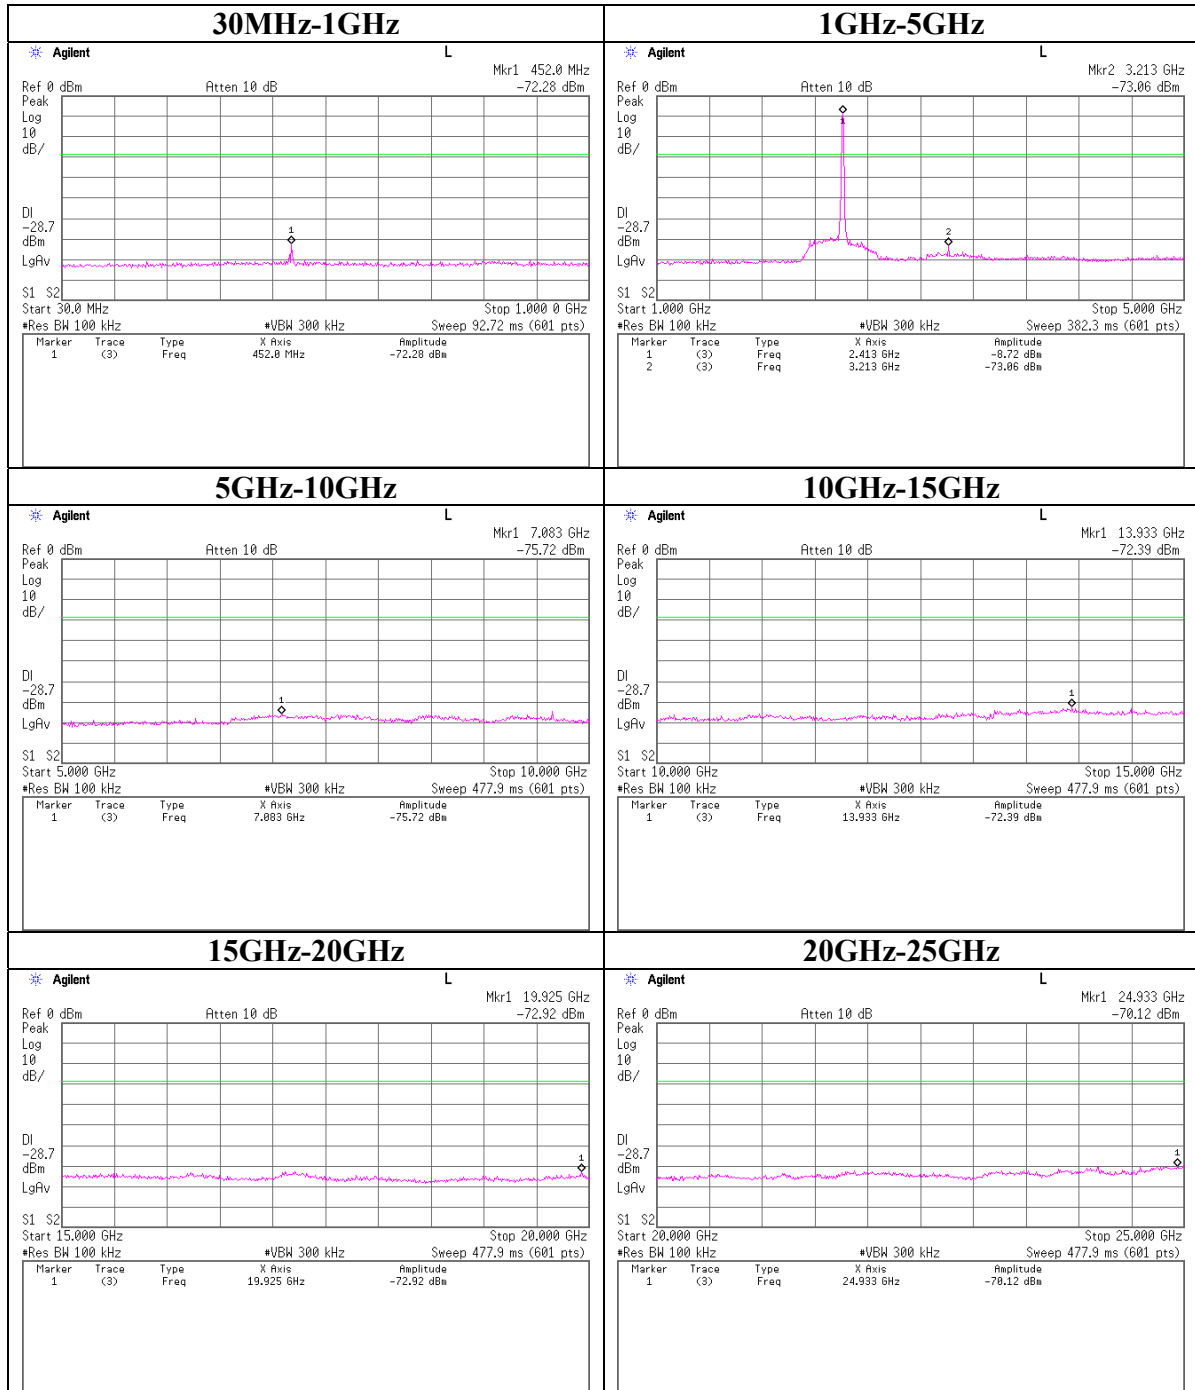 30MHz-1GHz
Agilent L
Mkr1 452.0 MHz
Ref 0 dBm Atten 10 dB -72.28 dBm
Peak
Log
10
dB/
1
DI
-28.7
dBm
LgAv
S1 S2
Start 30.0 MHz Stop 1.000 0 GHz
#Res BW 100 kHz #VBW 300 kHz Sweep 92.72 ms (601 pts)
Marker Trace Type X Axis Amplitude
1 (3) Freq 452.0 MHz -72.28 dBm
1GHz-5GHz
Agilent L
Mkr2 3.213 GHz
Ref 0 dBm Atten 10 dB -73.06 dBm
Peak
Log
10
dB/
1
2
DI
-28.7
dBm
LgAv
S1 S2
Start 1.000 GHz Stop 5.000 GHz
#Res BW 100 kHz #VBW 300 kHz Sweep 382.3 ms (601 pts)
Marker Trace Type X Axis Amplitude
1 (3) Freq 2.413 GHz -8.72 dBm
2 (3) Freq 3.213 GHz -73.06 dBm
5GHz-10GHz
Agilent L
Mkr1 7.083 GHz
Ref 0 dBm Atten 10 dB -75.72 dBm
Peak
Log
10
dB/
1
DI
-28.7
dBm
LgAv
S1 S2
Start 5.000 GHz Stop 10.000 GHz
#Res BW 100 kHz #VBW 300 kHz Sweep 477.9 ms (601 pts)
Marker Trace Type X Axis Amplitude
1 (3) Freq 7.083 GHz -75.72 dBm
10GHz-15GHz
Agilent L
Mkr1 13.933 GHz
Ref 0 dBm Atten 10 dB -72.39 dBm
Peak
Log
10
dB/
1
DI
-28.7
dBm
LgAv
S1 S2
Start 10.000 GHz Stop 15.000 GHz
#Res BW 100 kHz #VBW 300 kHz Sweep 477.9 ms (601 pts)
Marker Trace Type X Axis Amplitude
1 (3) Freq 13.933 GHz -72.39 dBm
15GHz-20GHz
Agilent L
Mkr1 19.925 GHz
Ref 0 dBm Atten 10 dB -72.92 dBm
Peak
Log
10
dB/
1
DI
-28.7
dBm
LgAv
S1 S2
Start 15.000 GHz Stop 20.000 GHz
#Res BW 100 kHz #VBW 300 kHz Sweep 477.9 ms (601 pts)
Marker Trace Type X Axis Amplitude
1 (3) Freq 19.925 GHz -72.92 dBm
20GHz-25GHz
Agilent L
Mkr1 24.933 GHz
Ref 0 dBm Atten 10 dB -70.12 dBm
Peak
Log
10
dB/
1
DI
-28.7
dBm
LgAv
S1 S2
Start 20.000 GHz Stop 25.000 GHz
#Res BW 100 kHz #VBW 300 kHz Sweep 477.9 ms (601 pts)
Marker Trace Type X Axis Amplitude
1 (3) Freq 24.933 GHz -70.12 dBm